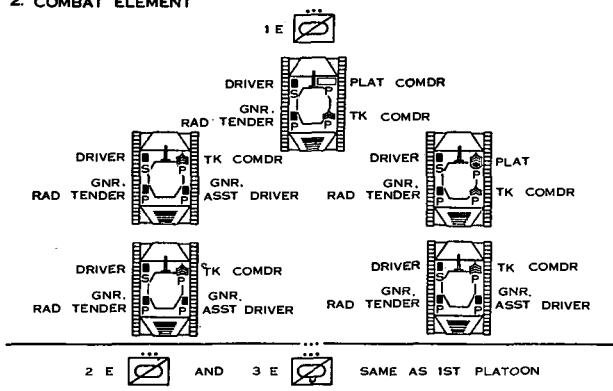 2. COMBAT ELEMENT
1 E
DRIVER S P PLAT COMDR
GNR. RAD TENDER P P TK COMDR
DRIVER S P TK COMDR
GNR. RAD TENDER P P GNR. ASST DRIVER
DRIVER S P PLAT
GNR. RAD TENDER P P TK COMDR
DRIVER S P TK COMDR
GNR. RAD TENDER P P GNR. ASST DRIVER
DRIVER S P TK COMDR
GNR. RAD TENDER P P GNR. ASST DRIVER
2 E AND 3 E SAME AS 1ST PLATOON